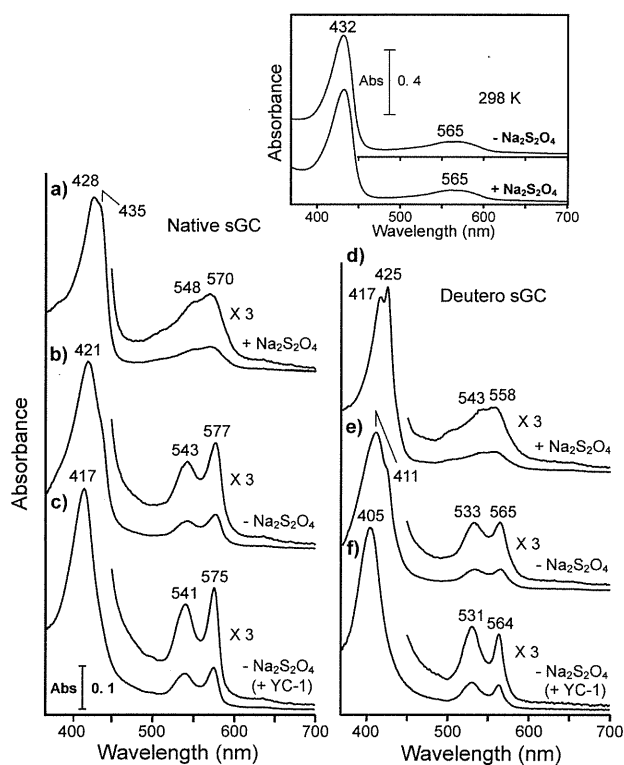 432
Abs
0. 4
298 K
565
- Na2S2O4
565
+ Na2S2O4
Absorbance
400
500
600
700
Wavelength (nm)
a)
428
435
Native sGC
548
570
X 3
+ Na2S2O4
b)
421
543
577
X 3
- Na2S2O4
c)
417
541
575
X 3
- Na2S2O4
(+ YC-1)
Abs
0. 1
Absorbance
400
500
600
700
Wavelength (nm)
d)
417
425
Deutero sGC
543
558
X 3
+ Na2S2O4
e)
411
533
565
X 3
- Na2S2O4
f)
405
531
564
X 3
- Na2S2O4
(+ YC-1)
400
500
600
700
Wavelength (nm)